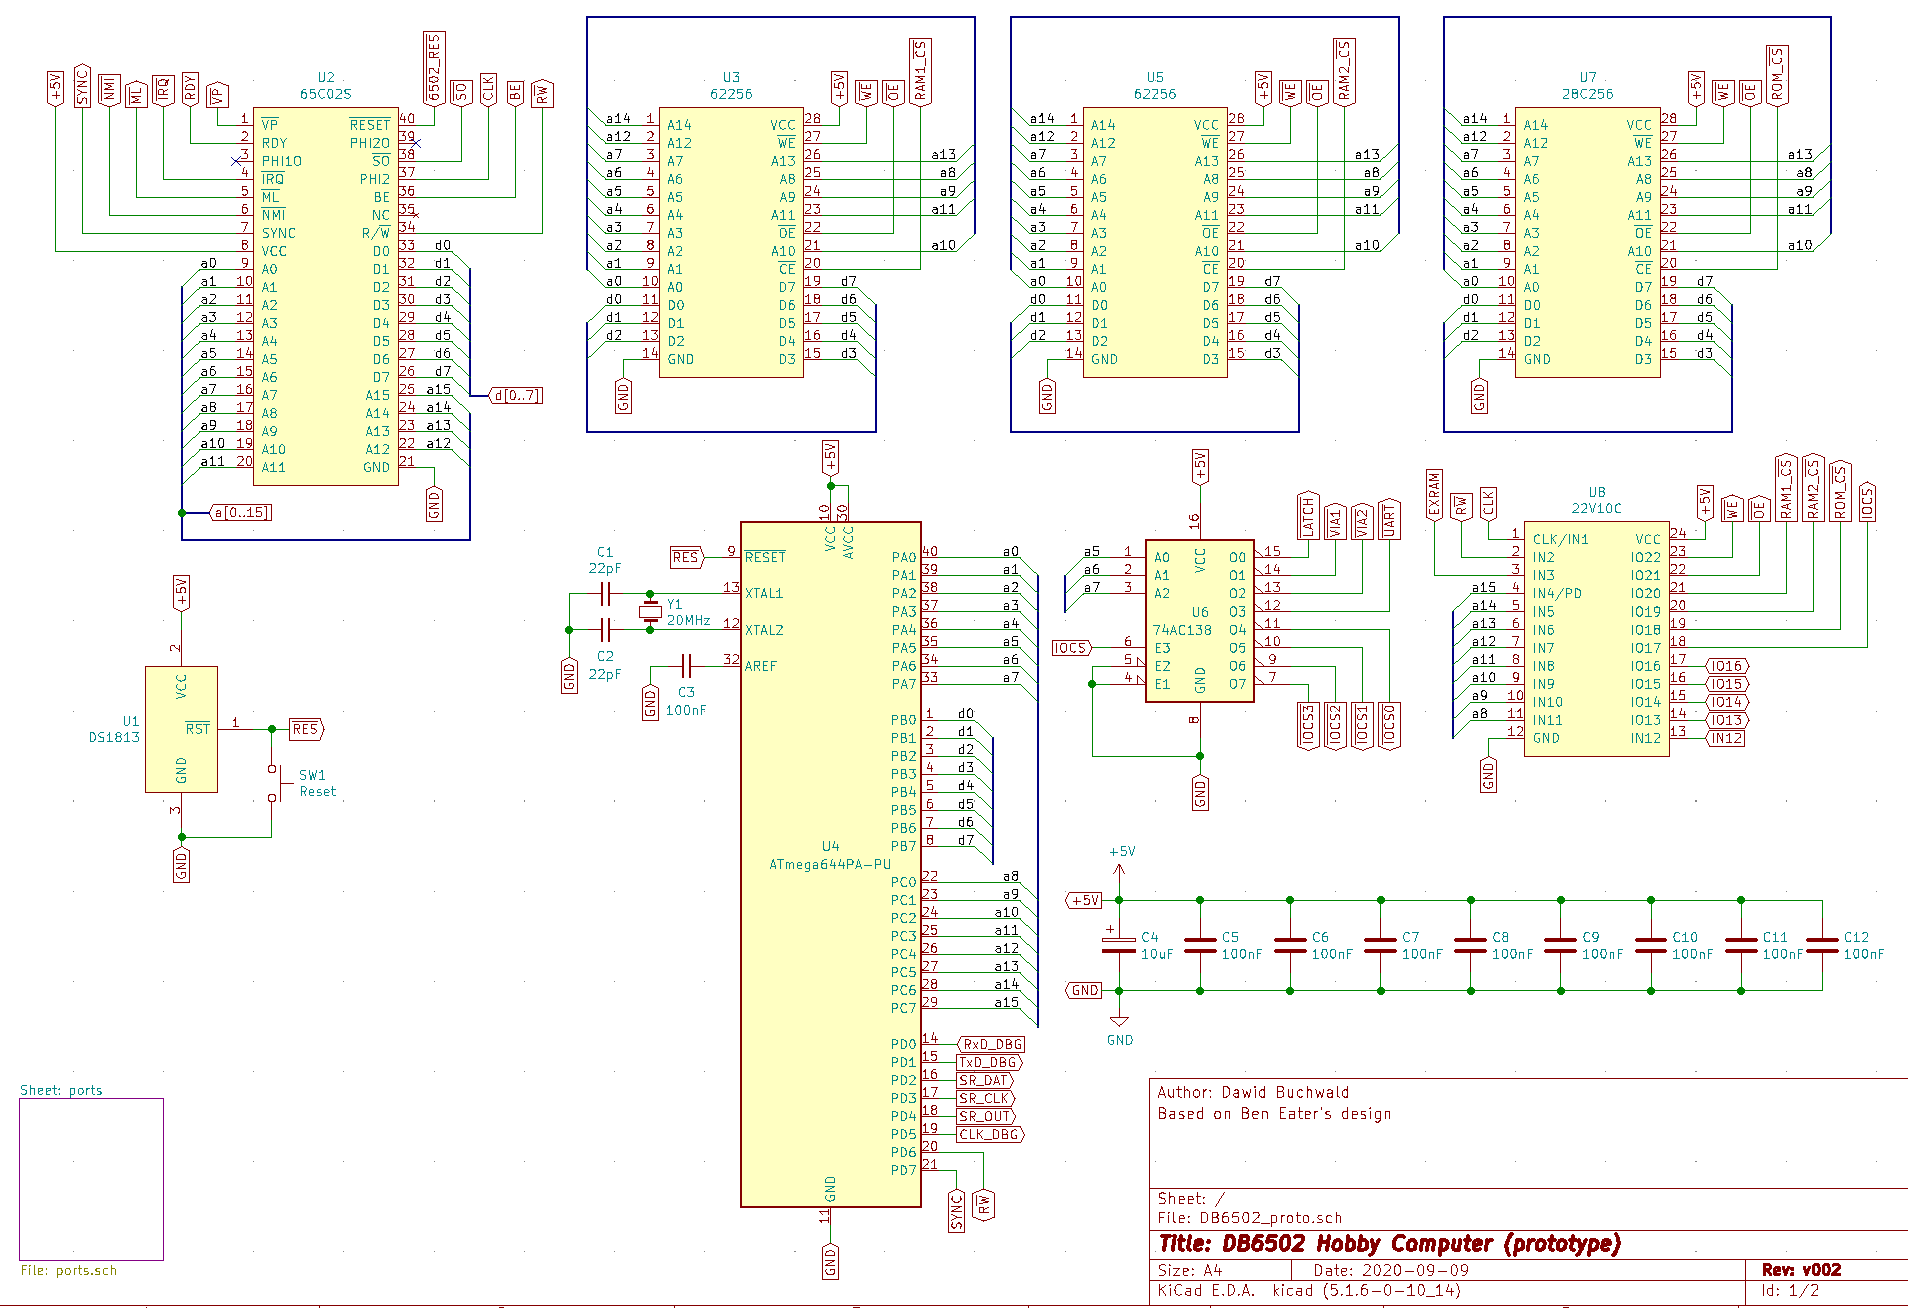 U2
65C02S
+5V
SYNC
NMI
ML
IRQ
RDY
VP
6502_RES
SO
CLK
BE
RW
1 VP
2 RDY
3 PHI1O
4 IRQ
5 ML
6 NMI
7 SYNC
8 VCC
a0 9 A0
a1 10 A1
a2 11 A2
a3 12 A3
a4 13 A4
a5 14 A5
a6 15 A6
a7 16 A7
a8 17 A8
a9 18 A9
a10 19 A10
a11 20 A11
RESET 40
PHI2O 39
SO 38
PHI2 37
BE 36
NC 35
R/W 34
D0 33 d0
D1 32 d1
D2 31 d2
D3 30 d3
D4 29 d4
D5 28 d5
D6 27 d6
D7 26 d7
A15 25 a15
A14 24 a14
A13 23 a13
A12 22 a12
GND 21
d[0..7]
a[0..15]
GND
U3
62256
+5V
WE
OE
RAM1_CS
a14 1 A14
a12 2 A12
a7 3 A7
a6 4 A6
a5 5 A5
a4 6 A4
a3 7 A3
a2 8 A2
a1 9 A1
a0 10 A0
d0 11 D0
d1 12 D1
d2 13 D2
14 GND
VCC 28
WE 27
A13 26 a13
A8 25 a8
A9 24 a9
A11 23 a11
OE 22
A10 21 a10
CE 20
D7 19 d7
D6 18 d6
D5 17 d5
D4 16 d4
D3 15 d3
GND
U5
62256
+5V
WE
OE
RAM2_CS
a14 1 A14
a12 2 A12
a7 3 A7
a6 4 A6
a5 5 A5
a4 6 A4
a3 7 A3
a2 8 A2
a1 9 A1
a0 10 A0
d0 11 D0
d1 12 D1
d2 13 D2
14 GND
VCC 28
WE 27
A13 26 a13
A8 25 a8
A9 24 a9
A11 23 a11
OE 22
A10 21 a10
CE 20
D7 19 d7
D6 18 d6
D5 17 d5
D4 16 d4
D3 15 d3
GND
U7
28C256
+5V
WE
OE
ROM_CS
a14 1 A14
a12 2 A12
a7 3 A7
a6 4 A6
a5 5 A5
a4 6 A4
a3 7 A3
a2 8 A2
a1 9 A1
a0 10 A0
d0 11 D0
d1 12 D1
d2 13 D2
14 GND
VCC 28
WE 27
A13 26 a13
A8 25 a8
A9 24 a9
A11 23 a11
OE 22
A10 21 a10
CE 20
D7 19 d7
D6 18 d6
D5 17 d5
D4 16 d4
D3 15 d3
GND
+5V
2
VCC
U1
DS1813
RST 1
RES
GND
3
SW1
Reset
GND
+5V
10 30
VCC AVCC
RES 9 RESET
C1
22pF
13 XTAL1
Y1
20MHz
12 XTAL2
C2
22pF
GND
32 AREF
C3
100nF
GND
U4
ATmega644PA-PU
PA0 40 a0
PA1 39 a1
PA2 38 a2
PA3 37 a3
PA4 36 a4
PA5 35 a5
PA6 34 a6
PA7 33 a7
PB0 1 d0
PB1 2 d1
PB2 3 d2
PB3 4 d3
PB4 5 d4
PB5 6 d5
PB6 7 d6
PB7 8 d7
PC0 22 a8
PC1 23 a9
PC2 24 a10
PC3 25 a11
PC4 26 a12
PC5 27 a13
PC6 28 a14
PC7 29 a15
PD0 14 RxD_DBG
PD1 15 TxD_DBG
PD2 16 SR_DAT
PD3 17 SR_CLK
PD4 18 SR_OUT
PD5 19 CLK_DBG
PD6 20
PD7 21
SYNC
RW
GND
11
GND
+5V
16
VCC
LATCH
VIA1
VIA2
UART
a5 1 A0
a6 2 A1
a7 3 A2
U6
74AC138
IOCS 6 E3
5 E2
4 E1
O0 15
O1 14
O2 13
O3 12
O4 11
O5 10
O6 9
O7 7
GND
8
GND
IOCS3
IOCS2
IOCS1
IOCS0
U8
22V10C
EXRAM
RW
CLK
+5V
WE
OE
RAM1_CS
RAM2_CS
ROM_CS
IOCS
1 CLK/IN1
2 IN2
3 IN3
a15 4 IN4/PD
a14 5 IN5
a13 6 IN6
a12 7 IN7
a11 8 IN8
a10 9 IN9
a9 10 IN10
a8 11 IN11
12 GND
VCC 24
IO22 23
IO21 22
IO20 21
IO19 20
IO18 19
IO17 18
IO16 17 IO16
IO15 16 IO15
IO14 15 IO14
IO13 14 IO13
IN12 13 IN12
GND
+5V
+5V
+
C4
10uF
C5
100nF
C6
100nF
C7
100nF
C8
100nF
C9
100nF
C10
100nF
C11
100nF
C12
100nF
GND
GND
Sheet: ports
File: ports.sch
Author: Dawid Buchwald
Based on Ben Eater's design
Sheet: /
File: DB6502_proto.sch
Title: DB6502 Hobby Computer (prototype)
Size: A4 Date: 2020-09-09 Rev: v002
KiCad E.D.A. kicad (5.1.6-0-10_14) Id: 1/2